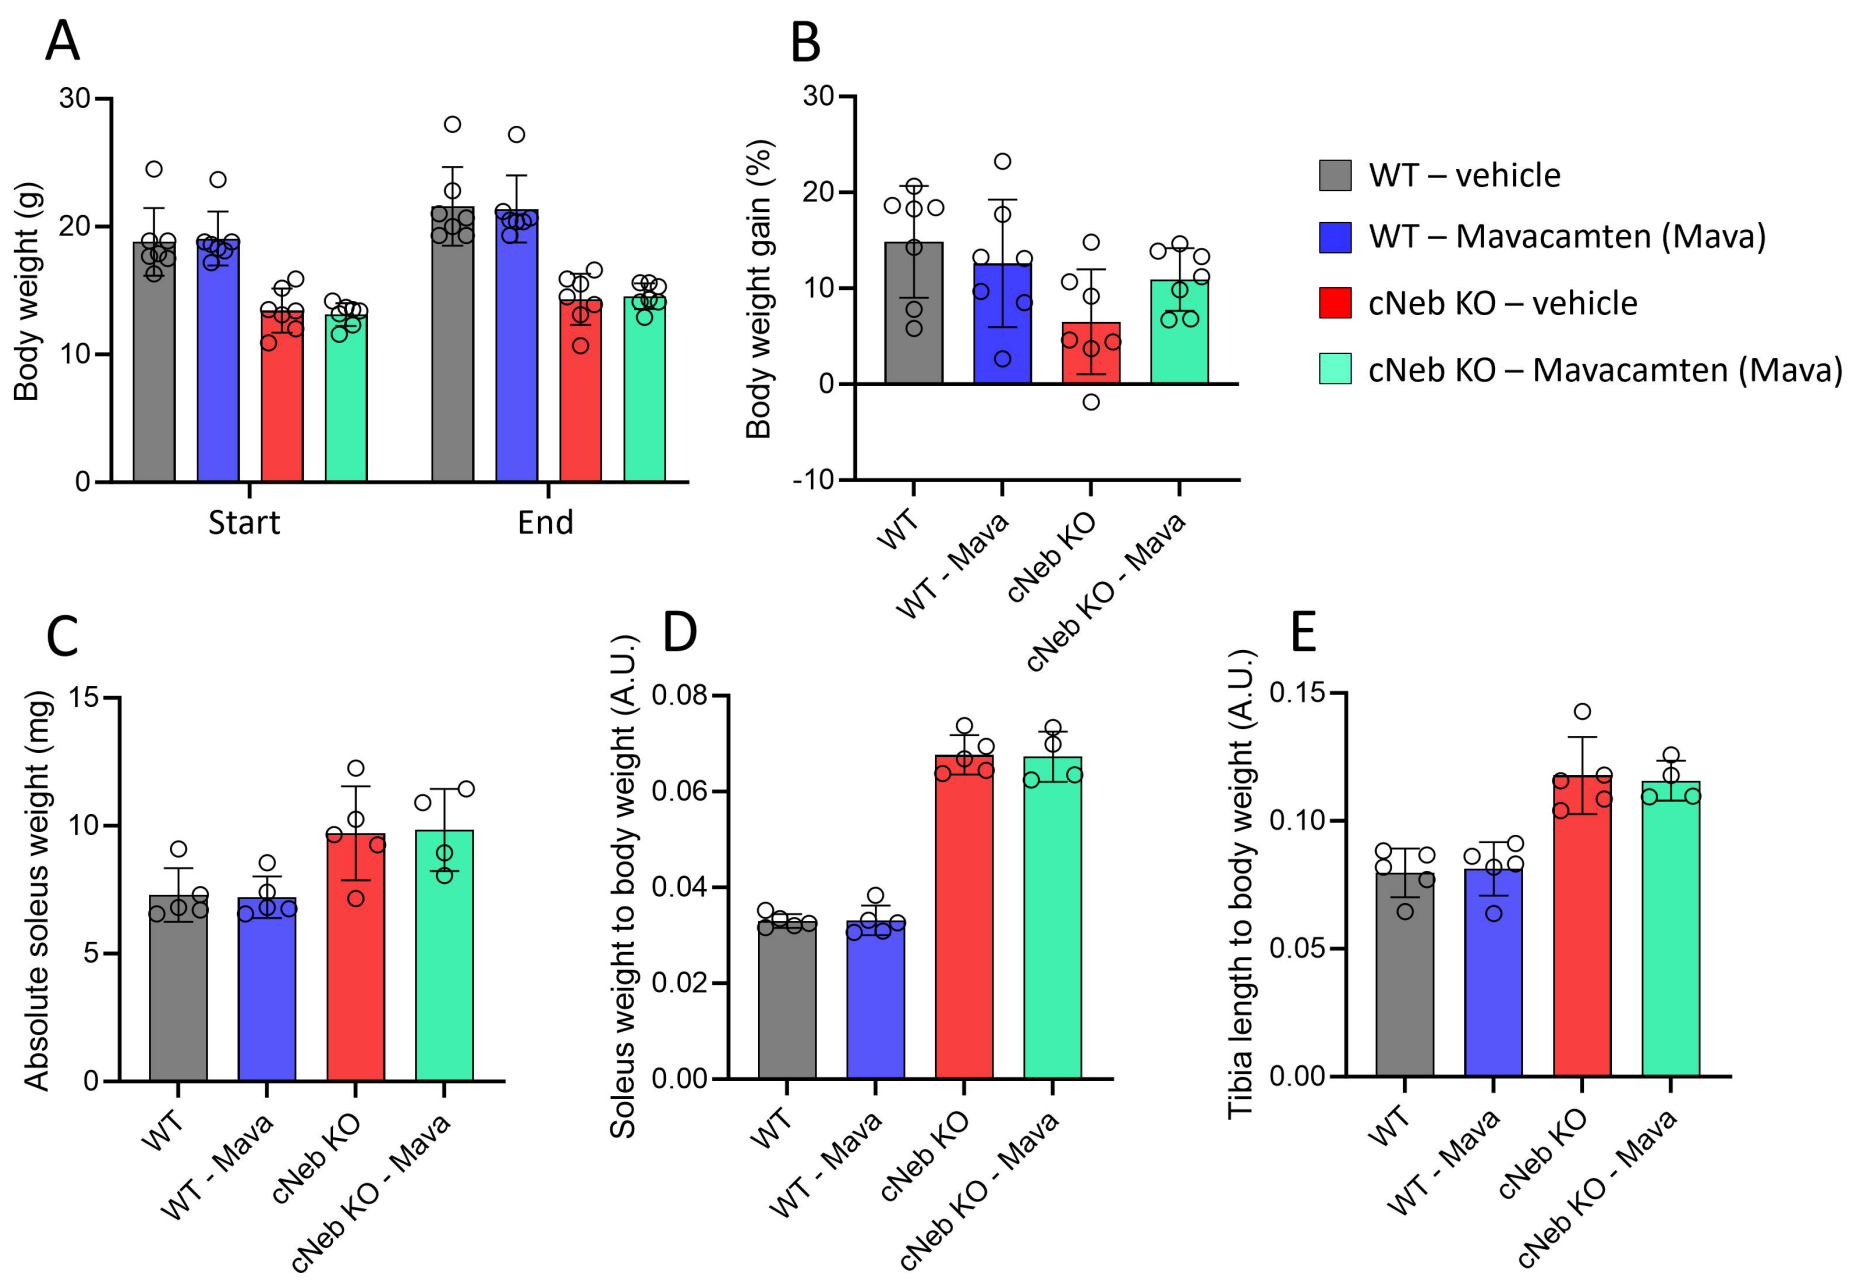 A
Body weight (g)
30
20
10
0
Start
End
B
Body weight gain (%)
30
20
10
0
-10
WT
WT - Mava
cNeb KO
cNeb KO - Mava
WT – vehicle
WT – Mavacamten (Mava)
cNeb KO – vehicle
cNeb KO – Mavacamten (Mava)
C
Absolute soleus weight (mg)
15
10
5
0
WT
WT - Mava
cNeb KO
cNeb KO - Mava
D
Soleus weight to body weight (A.U.)
0.08
0.06
0.04
0.02
0.00
WT
WT - Mava
cNeb KO
cNeb KO - Mava
E
Tibia length to body weight (A.U.)
0.15
0.10
0.05
0.00
WT
WT - Mava
cNeb KO
cNeb KO - Mava